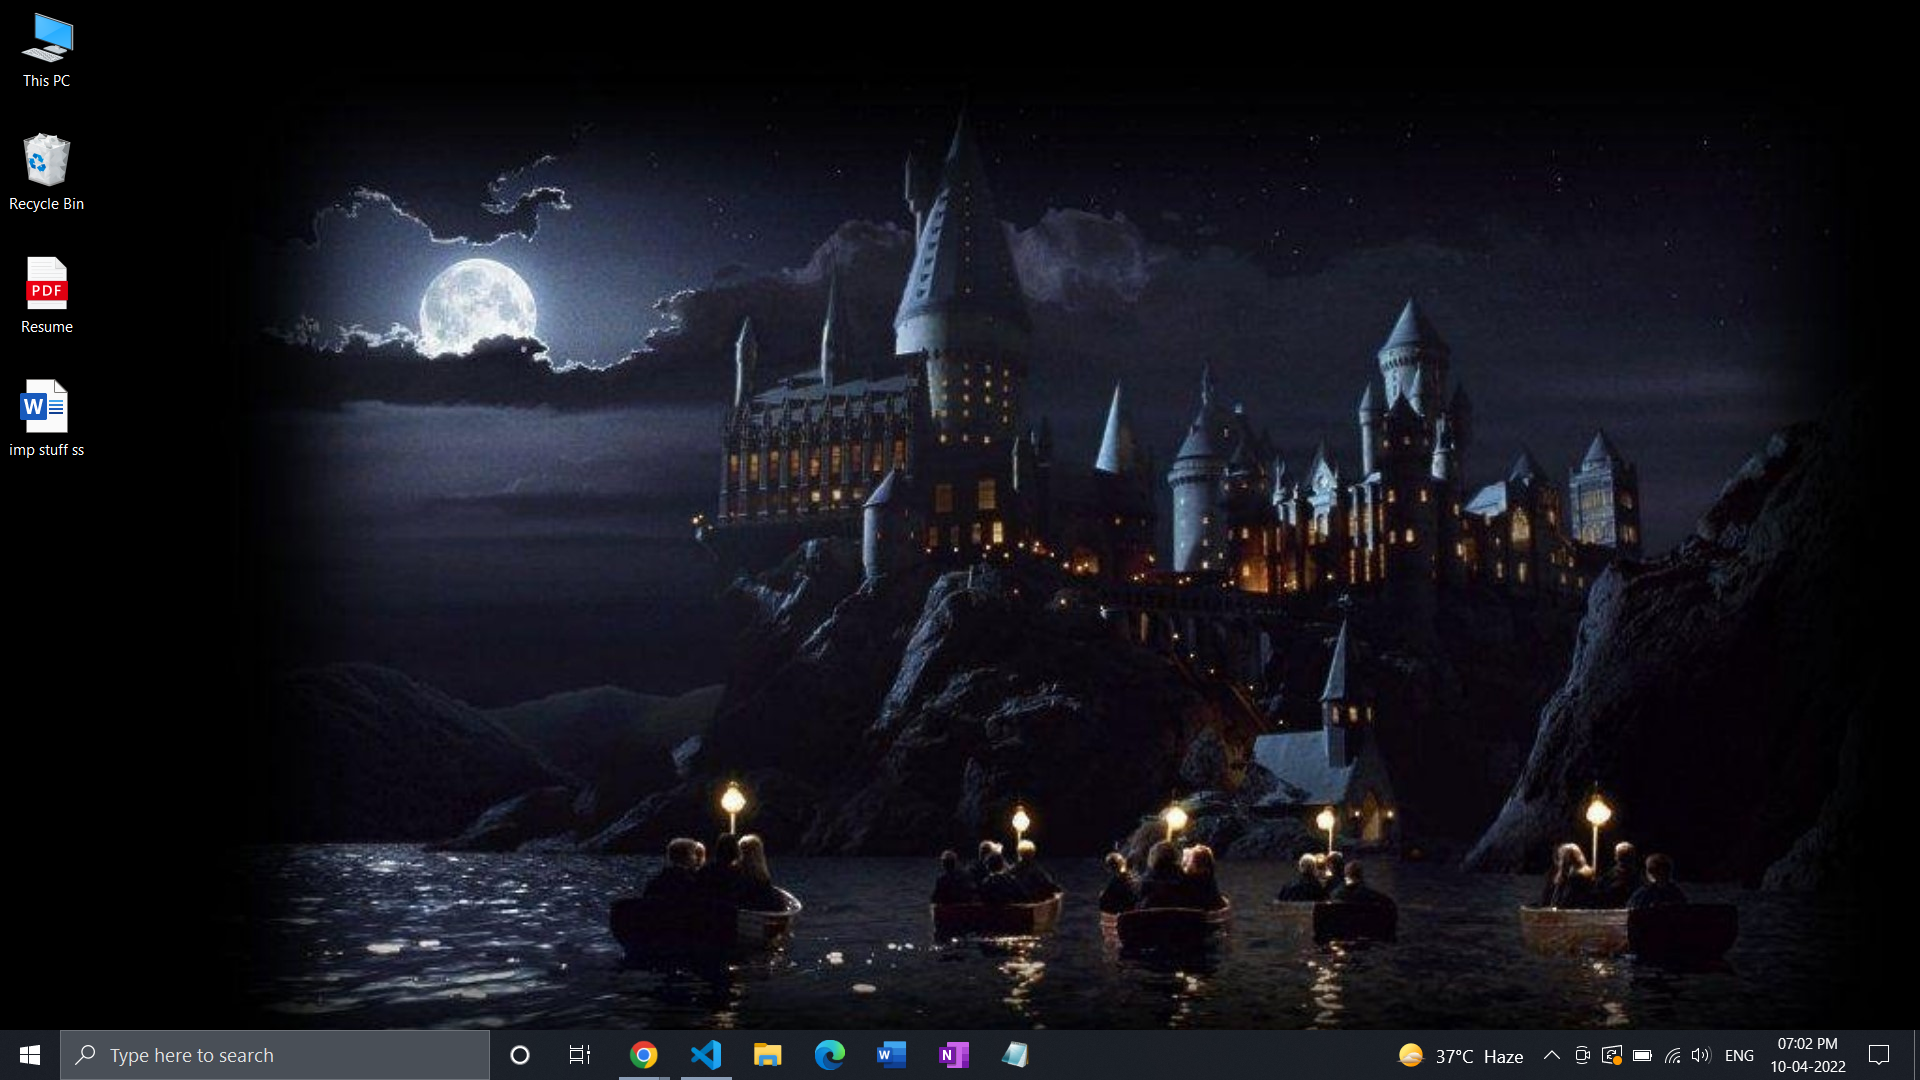 This PC
Recycle Bin
PDF
Resume
W
imp stuff ss
Type here to search
W
N
37°C Haze
ENG
07:02 PM
10-04-2022